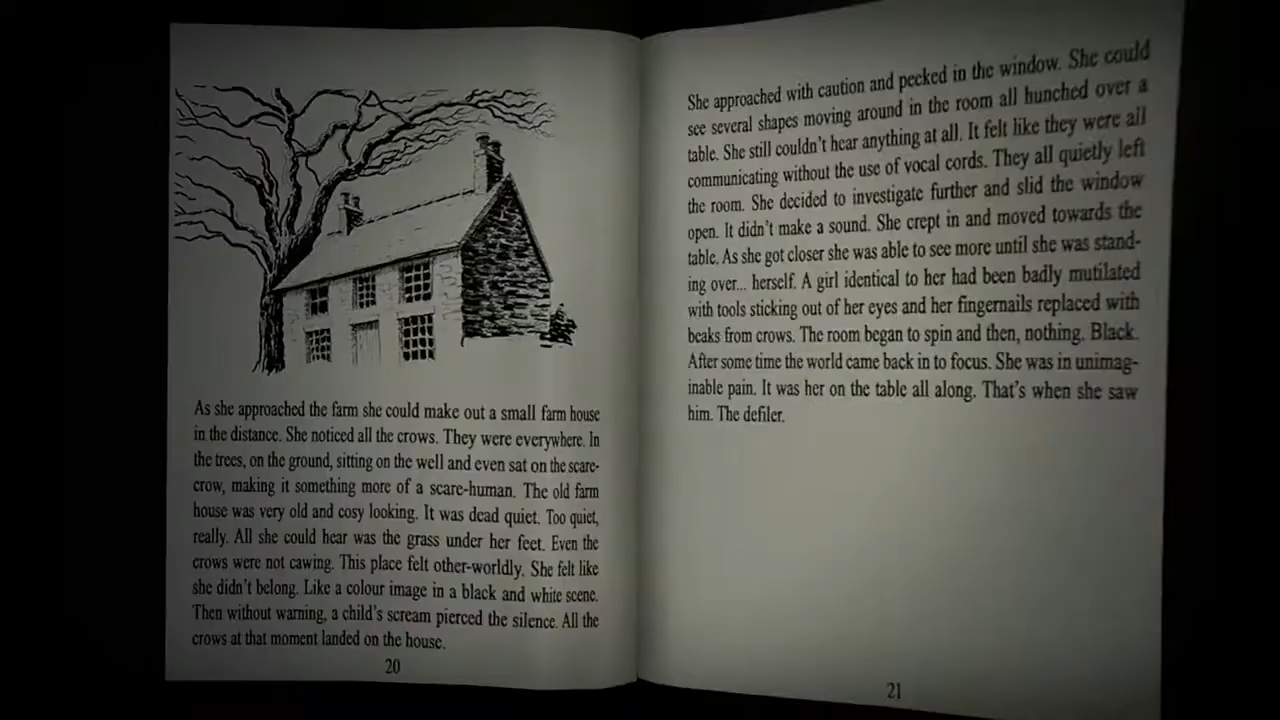 As she approached the farm she could make out a small farm house
in the distance. She noticed all the crows. They were everywhere. In
the trees, on the ground, sitting on the well and even sat on the scare-
crow, making it something more of a scare-human. The old farm
house was very old and cosy looking. It was dead quiet. Too quiet,
really. All she could hear was the grass under her feet. Even the
crows were not cawing. This place felt other-worldly. She felt like
she didn't belong. Like a colour image in a black and white scene.
Then without warning, a child's scream pierced the silence. All the
crows at that moment landed on the house.
20
She approached with caution and peeked in the window. She could
see several shapes moving around in the room all hunched over a
table. She still couldn't hear anything at all. It felt like they were all
communicating without the use of vocal cords. They all quietly left
the room. She decided to investigate further and slid the window
open. It didn't make a sound. She crept in and moved towards the
table. As she got closer she was able to see more until she was stand-
ing over... herself. A girl identical to her had been badly mutilated
with tools sticking out of her eyes and her fingernails replaced with
beaks from crows. The room began to spin and then, nothing. Black.
After some time the world came back in to focus. She was in unimag-
inable pain. It was her on the table all along. That's when she saw
him. The defiler.
21